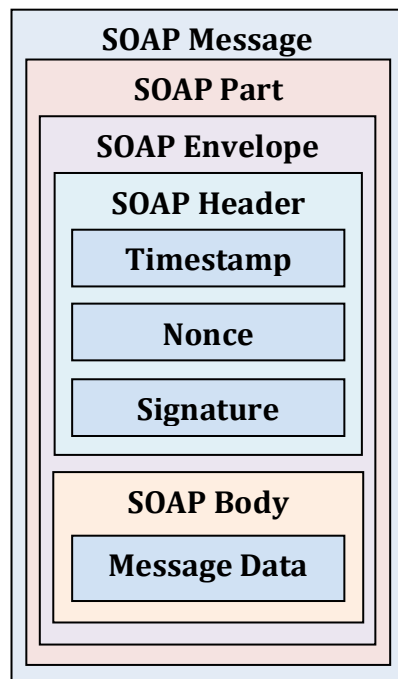 SOAP Message
SOAP Part
SOAP Envelope
SOAP Header
Timestamp
Nonce
Signature
SOAP Body
Message Data